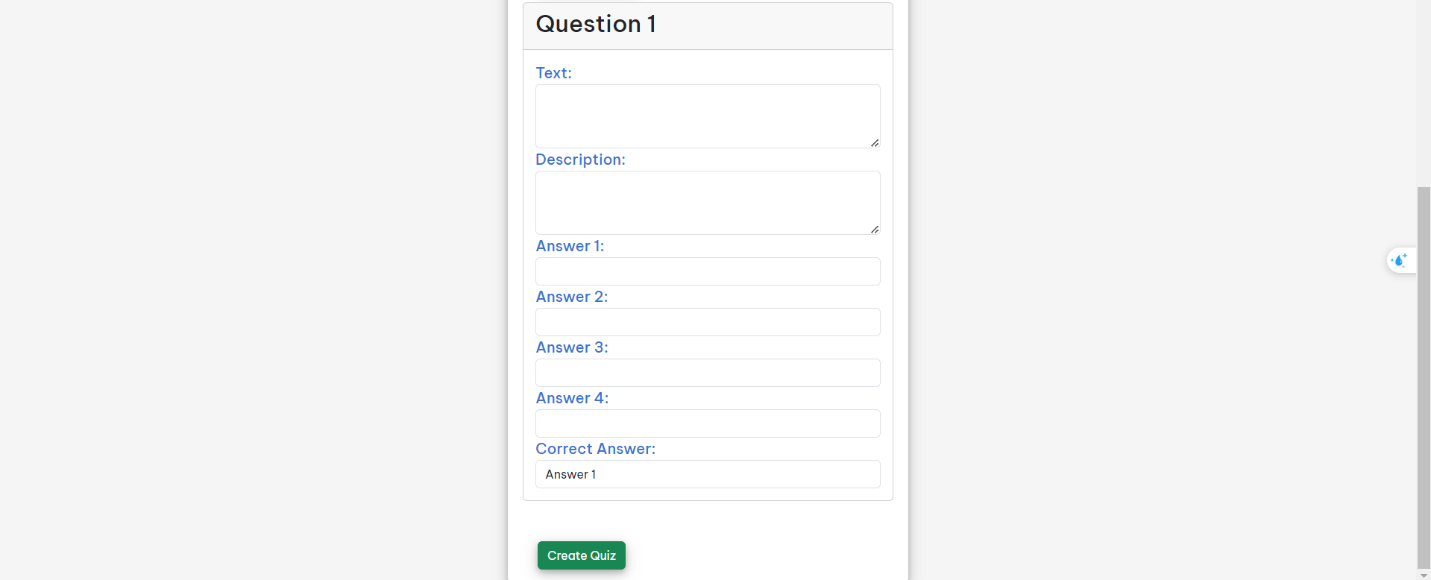 Question 1
Text:
Description:
Answer 1:
Answer 2:
Answer 3:
Answer 4:
Correct Answer:
Answer 1
Create Quiz